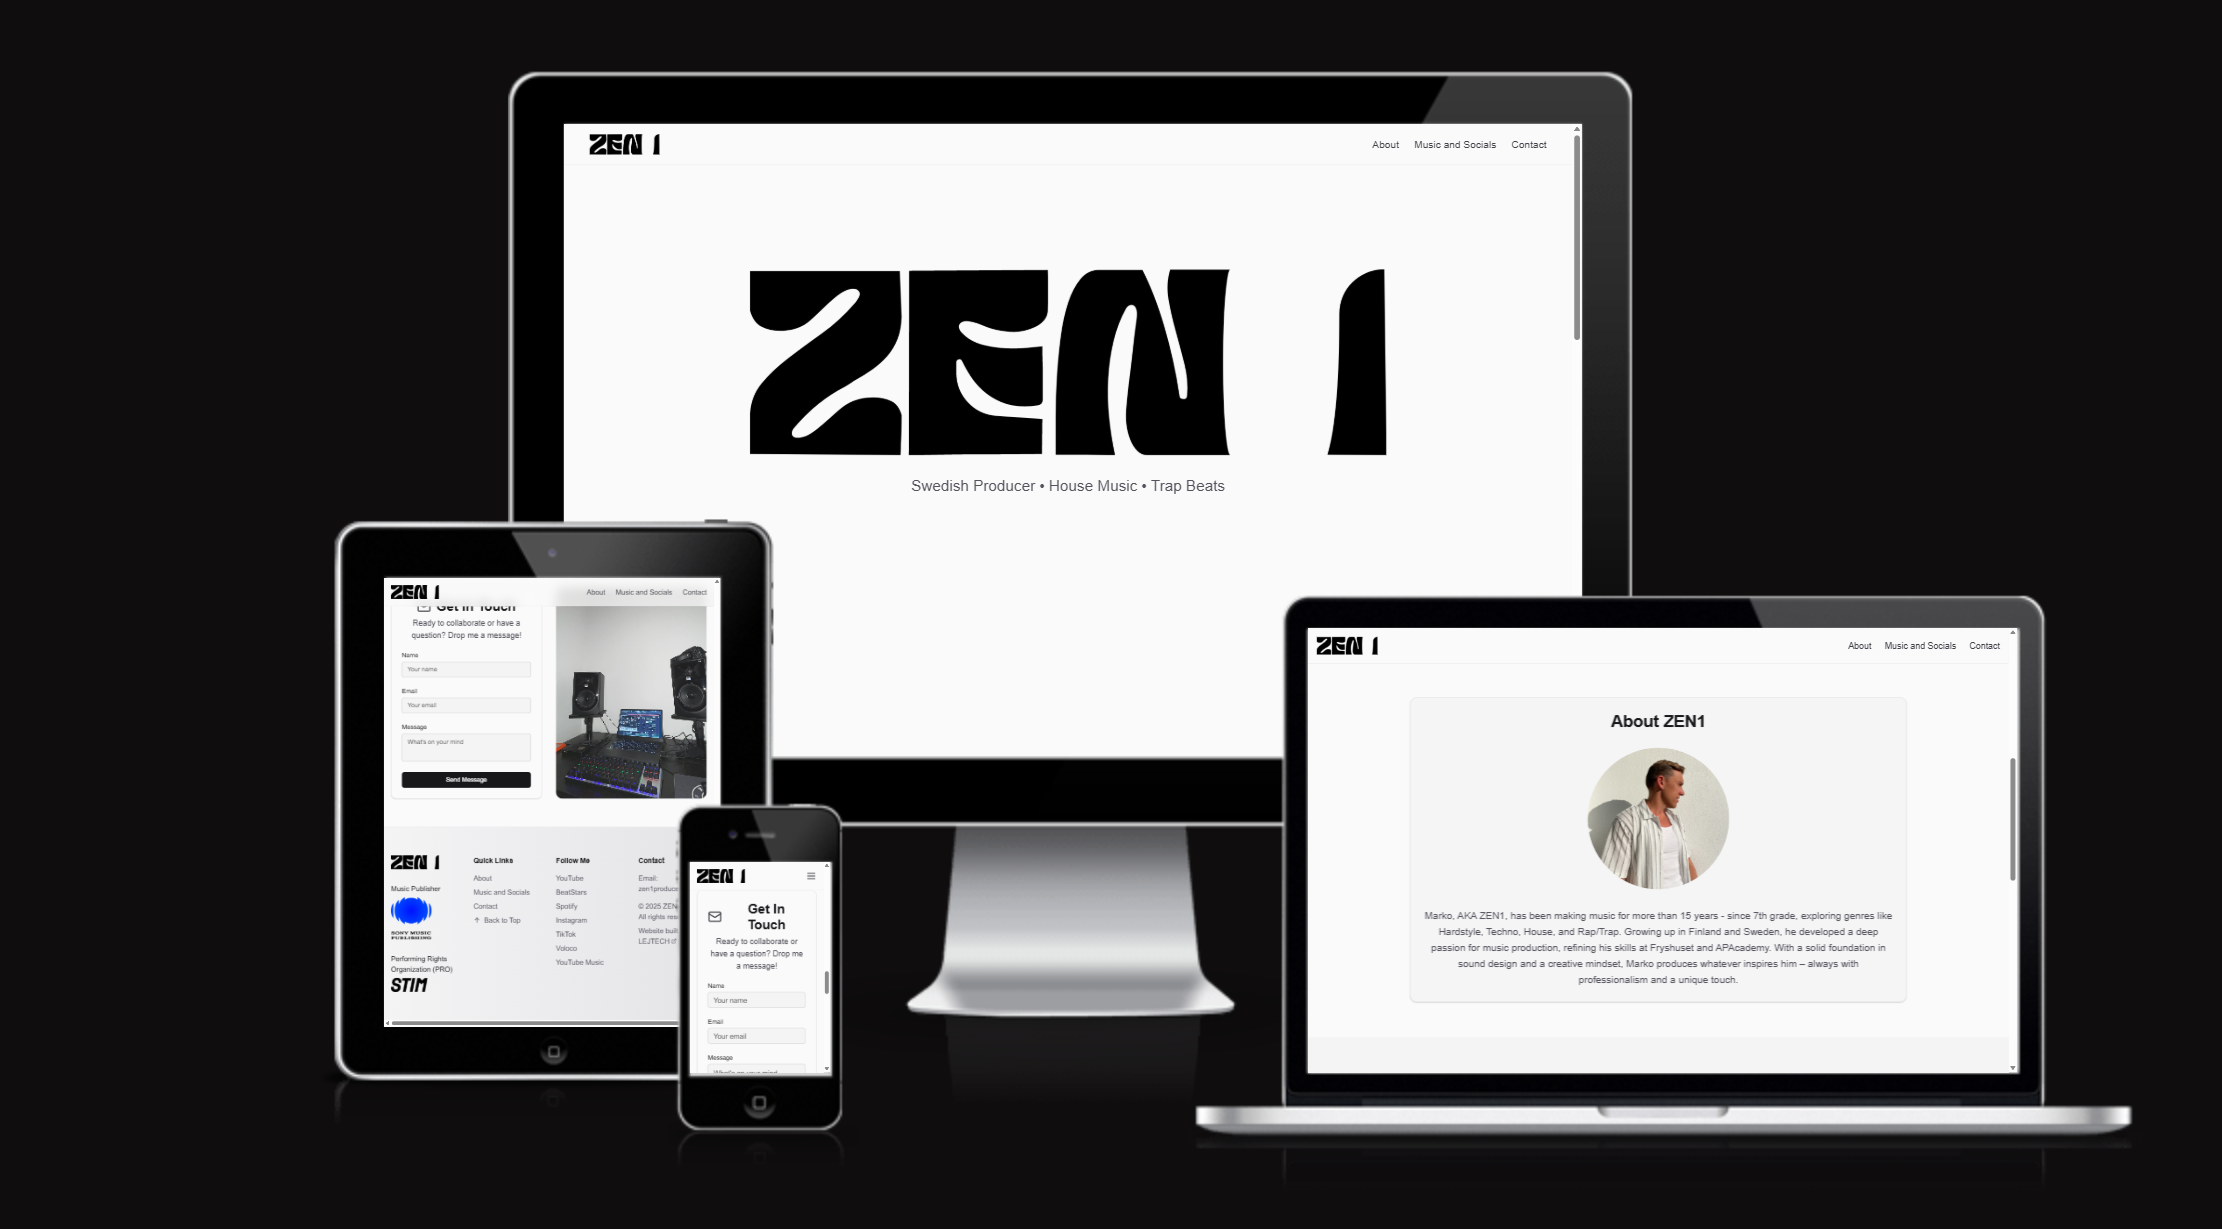 ZEN 1
About Music and Socials Contact
ZEN 1
Swedish Producer • House Music • Trap Beats
ZEN 1
About Music and Socials Contact
Get In Touch
Ready to collaborate or have a
question? Drop me a message!
Name
Your name
Email
Your email
Message
What's on your mind
Send Message
ZEN 1
Music Publisher
SONY MUSIC
PUBLISHING
Performing Rights
Organization (PRO)
STIM
Quick Links
About
Music and Socials
Contact
↑ Back to Top
Follow Me
YouTube
BeatStars
Spotify
Instagram
TikTok
Voloco
YouTube Music
Contact
Email:
zen1produce
© 2025 ZEN
All rights rese
Website buil
LEJTECH
ZEN 1
Get In
Touch
Ready to collaborate or
have a question? Drop me
a message!
Name
Your name
Email
Your email
Message
What's on your mind
ZEN 1
About Music and Socials Contact
About ZEN1
Marko, AKA ZEN1, has been making music for more than 15 years - since 7th grade, exploring genres like
Hardstyle, Techno, House, and Rap/Trap. Growing up in Finland and Sweden, he developed a deep
passion for music production, refining his skills at Fryshuset and APAcademy. With a solid foundation in
sound design and a creative mindset, Marko produces whatever inspires him – always with
professionalism and a unique touch.